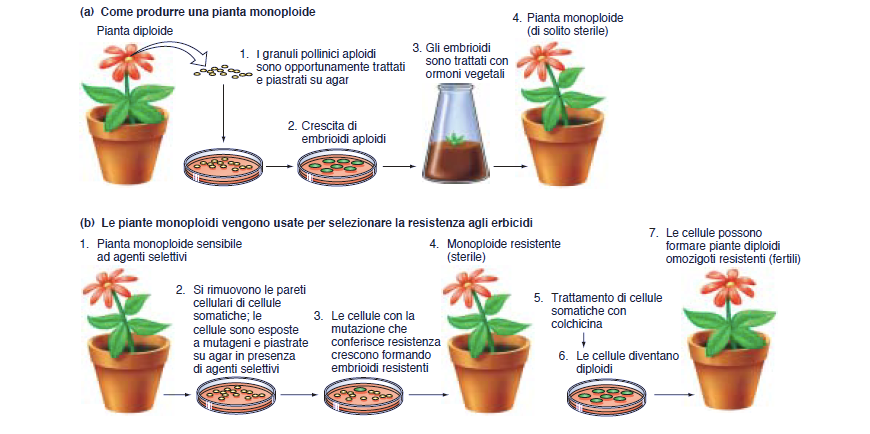 (a) Come produrre una pianta monoploide
Pianta diploide
1. I granuli pollinici aploidi
sono opportunamente trattati
e piastrati su agar
2. Crescita di
embrioidi aploidi
3. Gli embrioidi
sono trattati con
ormoni vegetali
4. Pianta monoploide
(di solito sterile)
(b) Le piante monoploidi vengono usate per selezionare la resistenza agli erbicidi
1. Pianta monoploide sensibile
ad agenti selettivi
2. Si rimuovono le pareti
cellulari di cellule
somatiche; le
cellule sono esposte
a mutageni e piastrate
su agar in presenza
di agenti selettivi
3. Le cellule con la
mutazione che
conferisce resistenza
crescono formando
embrioidi resistenti
4. Monoploide resistente
(sterile)
5. Trattamento di cellule
somatiche con
colchicina
6. Le cellule diventano
diploidi
7. Le cellule possono
formare piante diploidi
omozigoti resistenti (fertili)